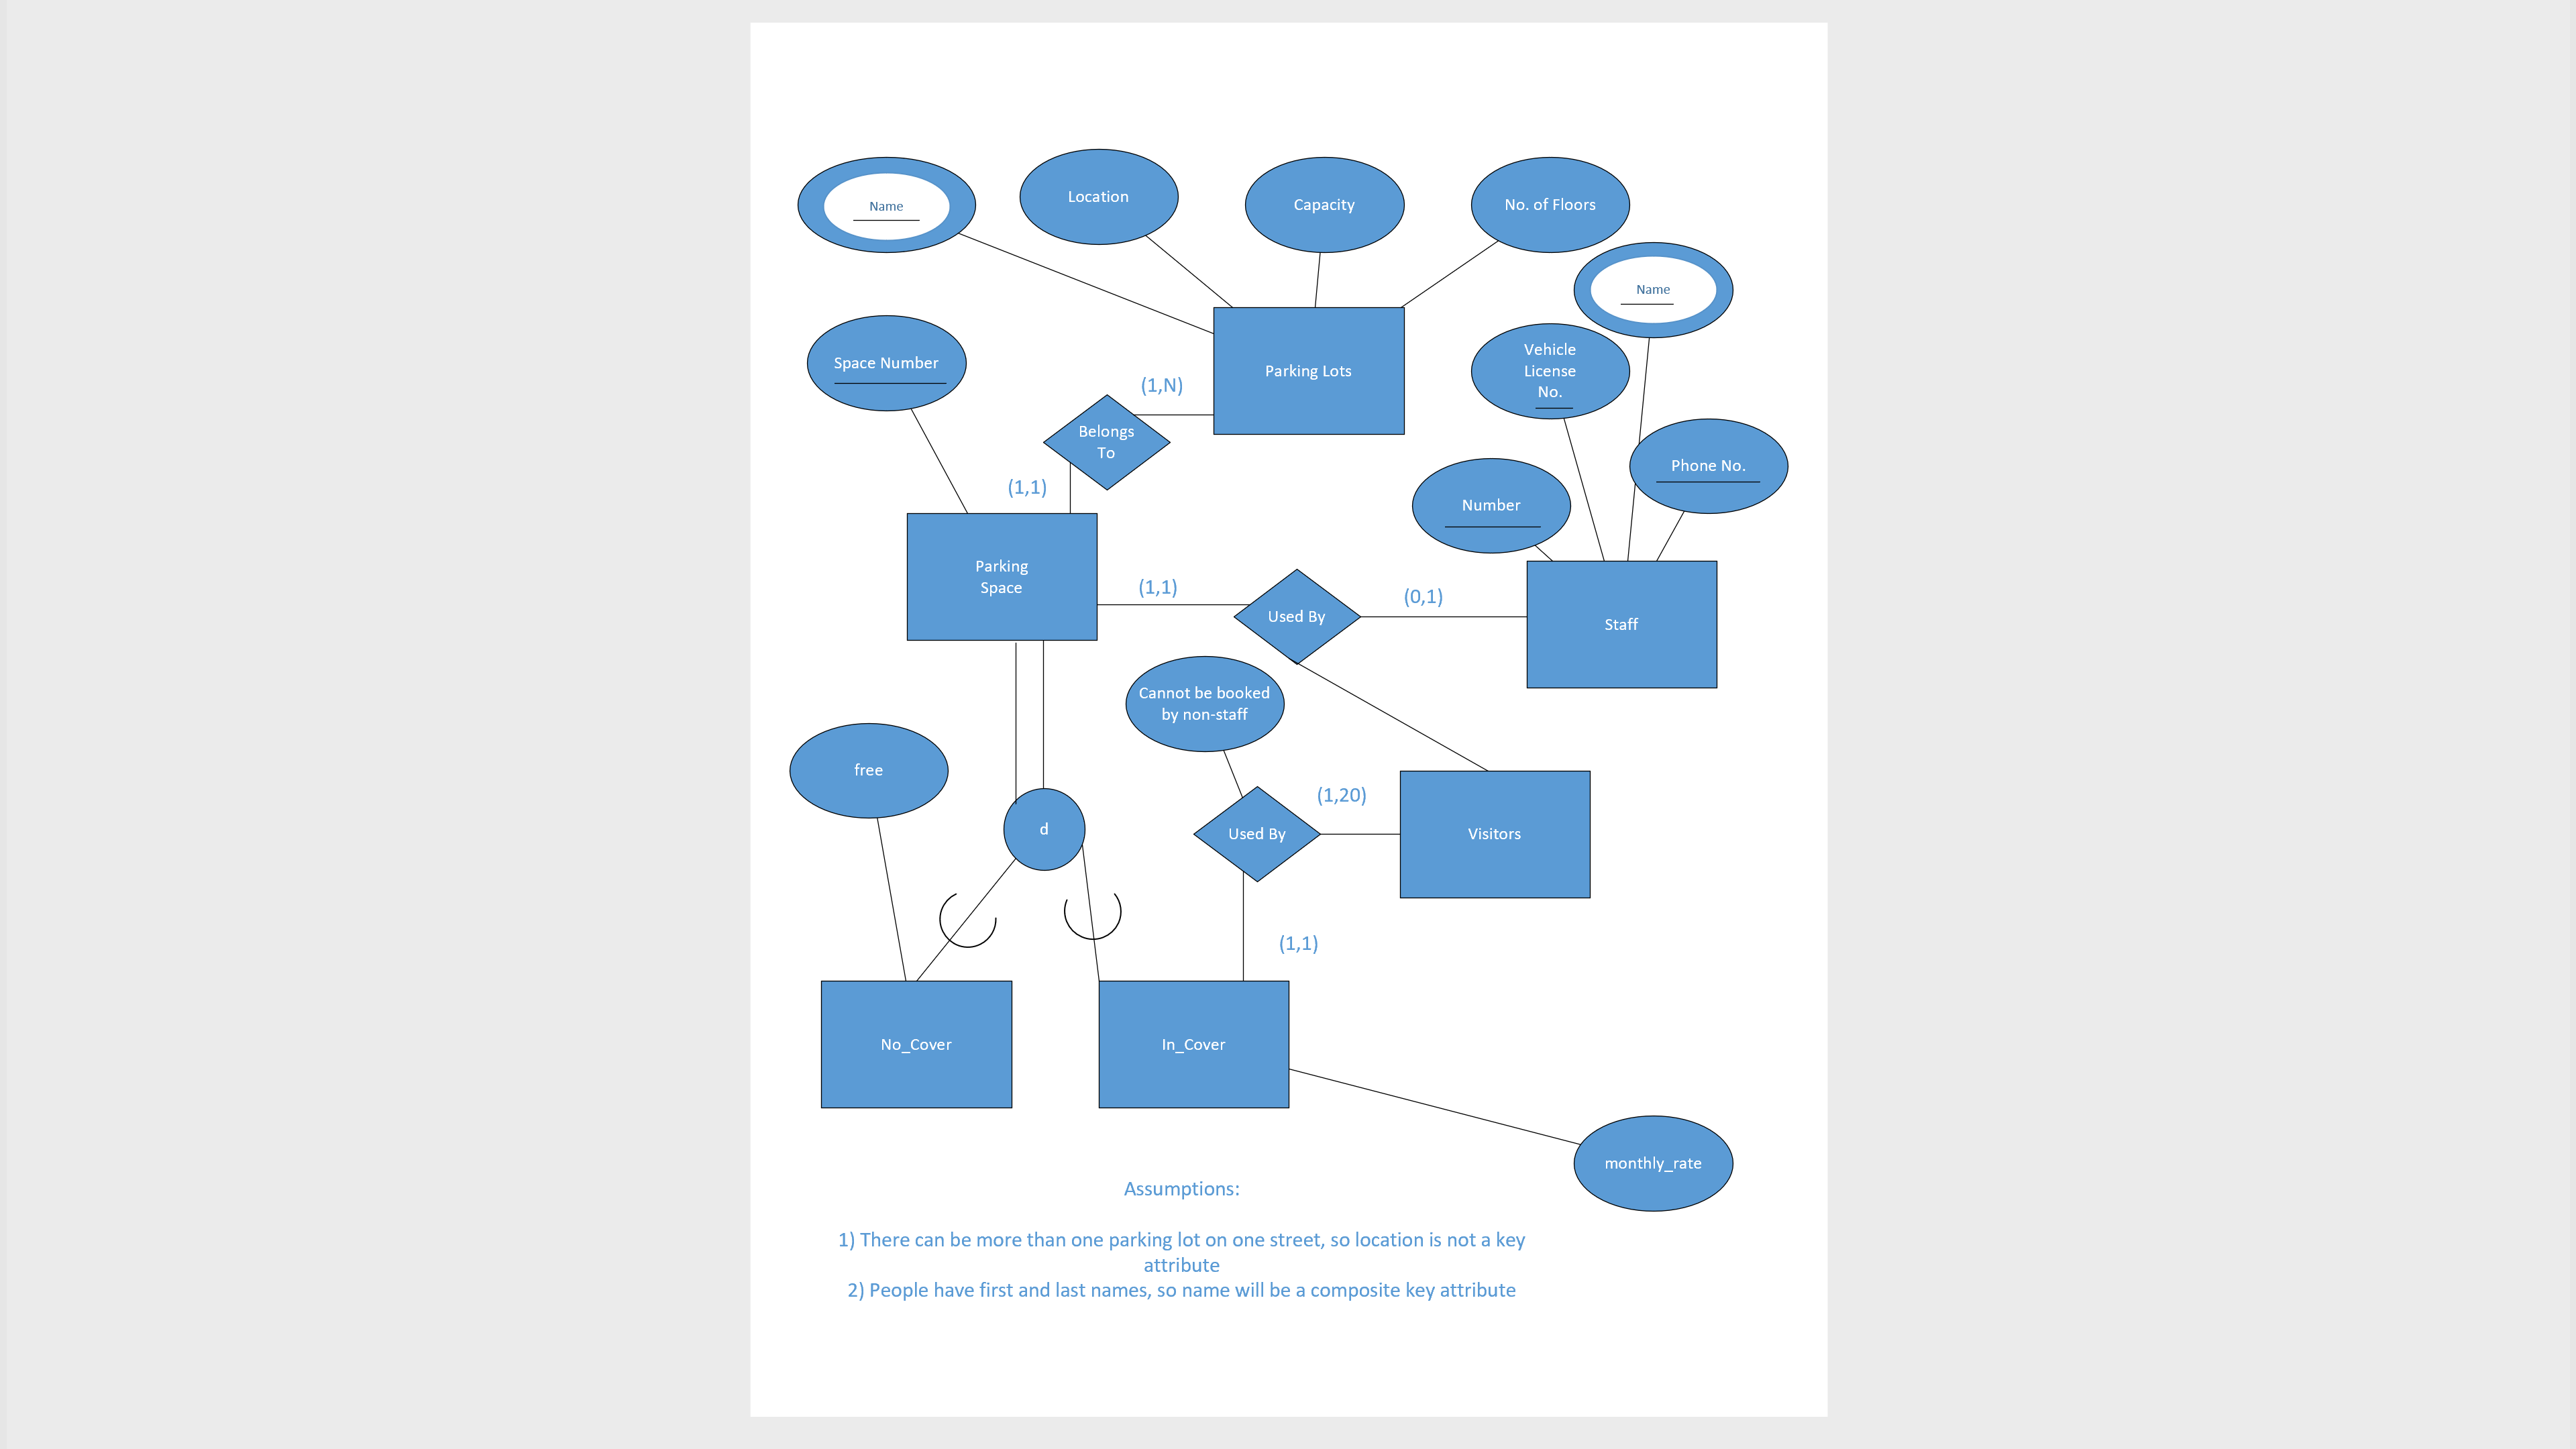 Name
Location
Capacity
No. of Floors
Name
Space Number
Vehicle
License
No.
Parking Lots
(1,N)
Belongs
To
Phone No.
(1,1)
Number
Parking
Space
(1,1)
Used By
(0,1)
Staff
Cannot be booked
by non-staff
free
(1,20)
d
Used By
Visitors
(1,1)
No_Cover
In_Cover
monthly_rate
Assumptions:
1) There can be more than one parking lot on one street, so location is not a key
attribute
2) People have first and last names, so name will be a composite key attribute